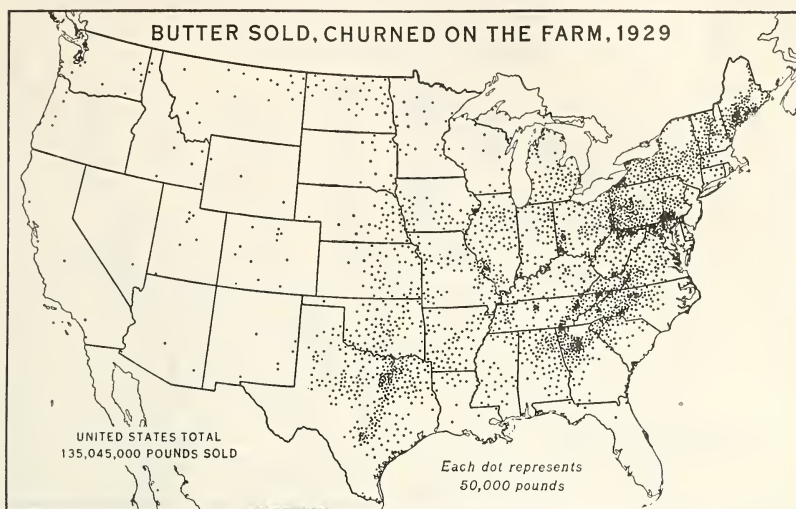 BUTTER SOLD, CHURNED ON THE FARM, 1929
UNITED STATES TOTAL
135,045,000 POUNDS SOLD
Each dot represents
50,000 pounds